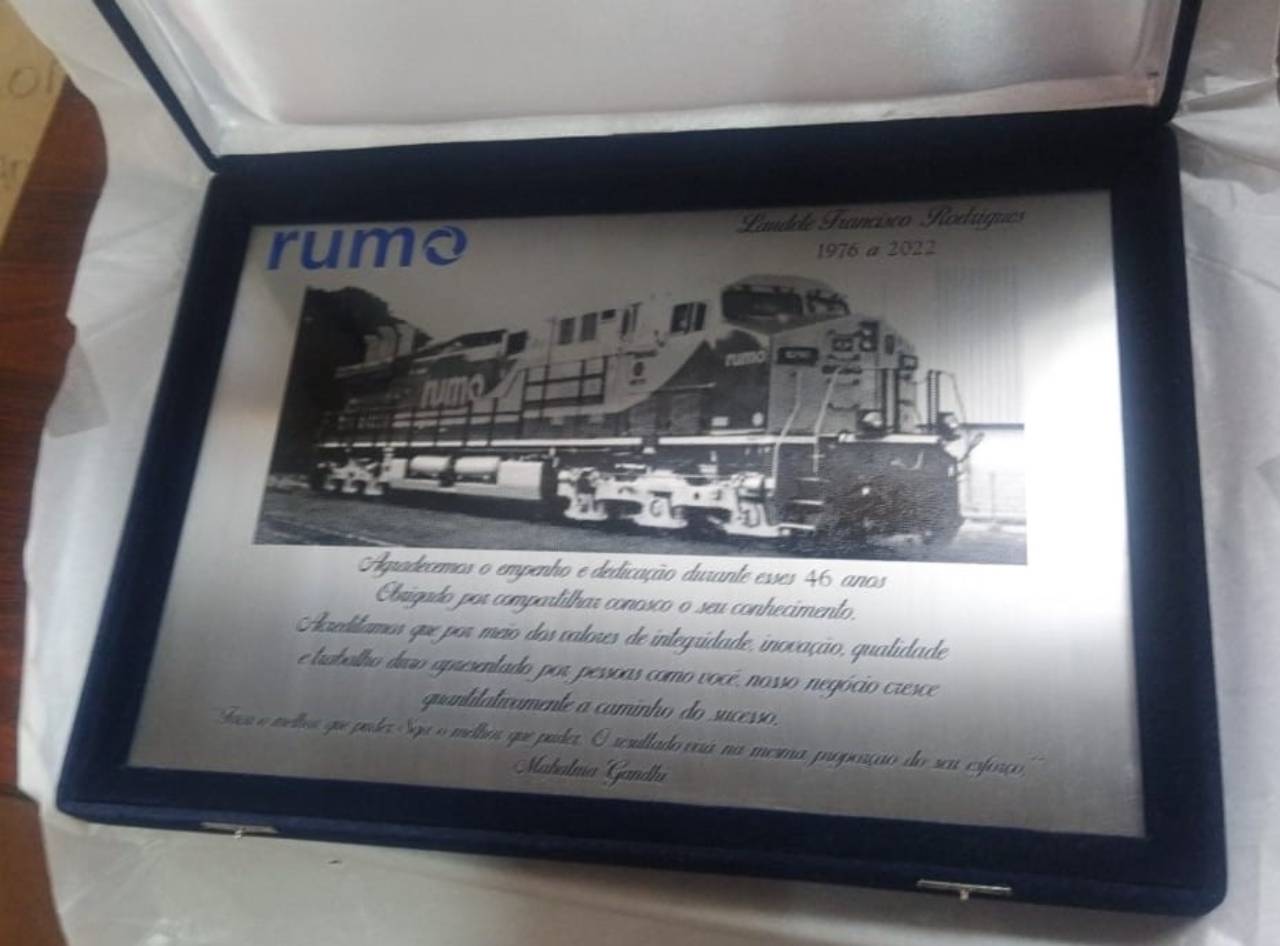 rumo
Laudele Francisco Rodrigues
1976 a 2022
rumo
rumo
Agradecemos o empenho e dedicação durante esses 46 anos
Obrigado por compartilhar conosco o seu conhecimento.
Acreditamos que por meio dos valores de integridade, inovação, qualidade
e trabalho duro apresentado por pessoas como você, nosso negócio cresce
quantitativamente a caminho do sucesso.
"Faça o melhor que puder. Seja o melhor que puder. O resultado virá na mesma proporção do seu esforço."
Mahatma Gandhi